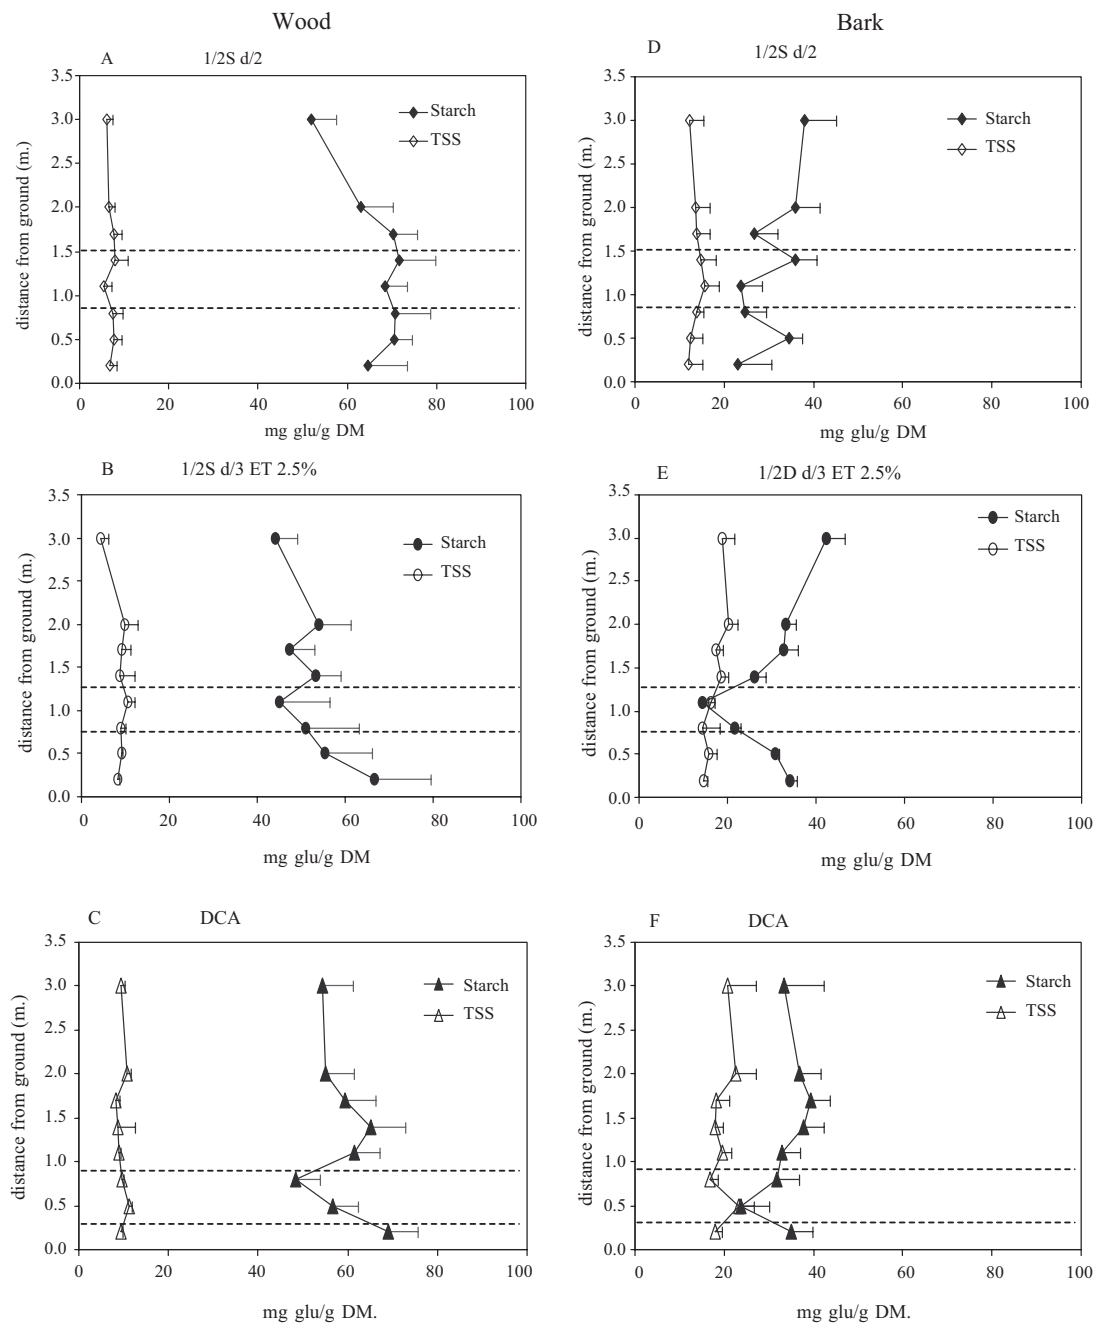 Wood
Bark
A
1/2S d/2
3.5
3.0
2.5
2.0
1.5
1.0
0.5
0.0
distance from ground (m.)
Starch
TSS
0
20
40
60
80
100
mg glu/g DM
D
1/2S d/2
3.5
3.0
2.5
2.0
1.5
1.0
0.5
0.0
distance from ground (m.)
Starch
TSS
0
20
40
60
80
100
mg glu/g DM
B
1/2S d/3 ET 2.5%
3.5
3.0
2.5
2.0
1.5
1.0
0.5
0.0
distance from ground (m.)
Starch
TSS
0
20
40
60
80
100
mg glu/g DM
E
1/2D d/3 ET 2.5%
3.5
3.0
2.5
2.0
1.5
1.0
0.5
0.0
distance from ground (m.)
Starch
TSS
0
20
40
60
80
100
mg glu/g DM
C
DCA
3.5
3.0
2.5
2.0
1.5
1.0
0.5
0.0
distance from ground (m.)
Starch
TSS
0
20
40
60
80
100
mg glu/g DM.
F
DCA
3.5
3.0
2.5
2.0
1.5
1.0
0.5
0.0
distance from ground (m.)
Starch
TSS
0
20
40
60
80
100
mg glu/g DM.